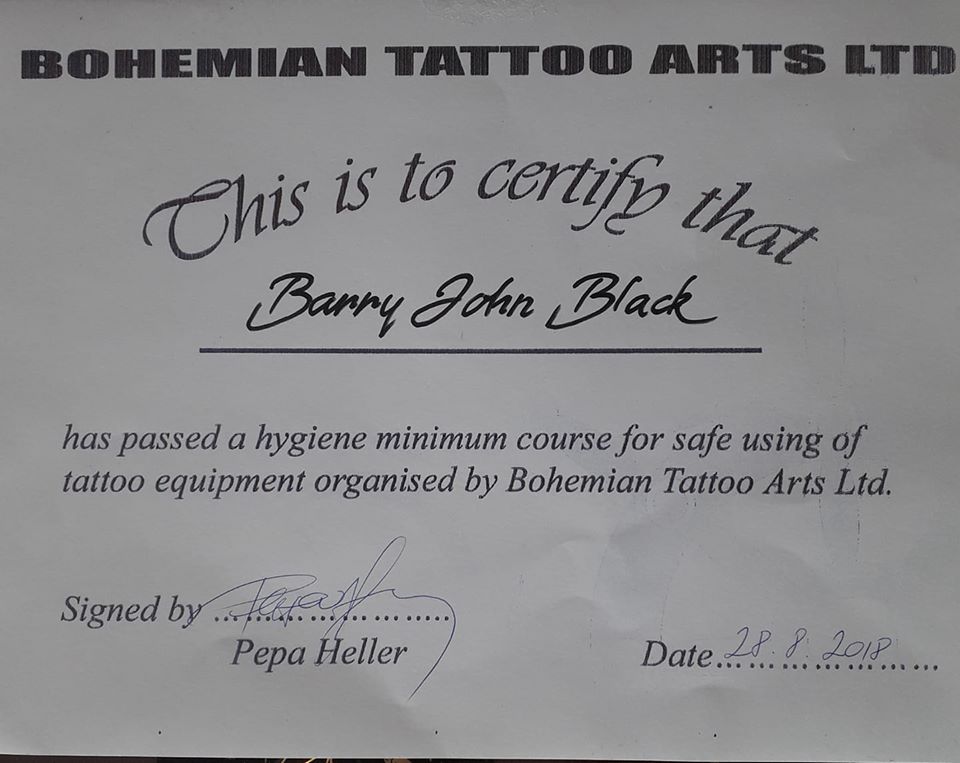 BOHEMIAN TATTOO ARTS LTD
This is to certify that
Barry John Black
has passed a hygiene minimum course for safe using of
tattoo equipment organised by Bohemian Tattoo Arts Ltd.
Signed by ........................
Pepa Heller
Date 28. 8. 2018